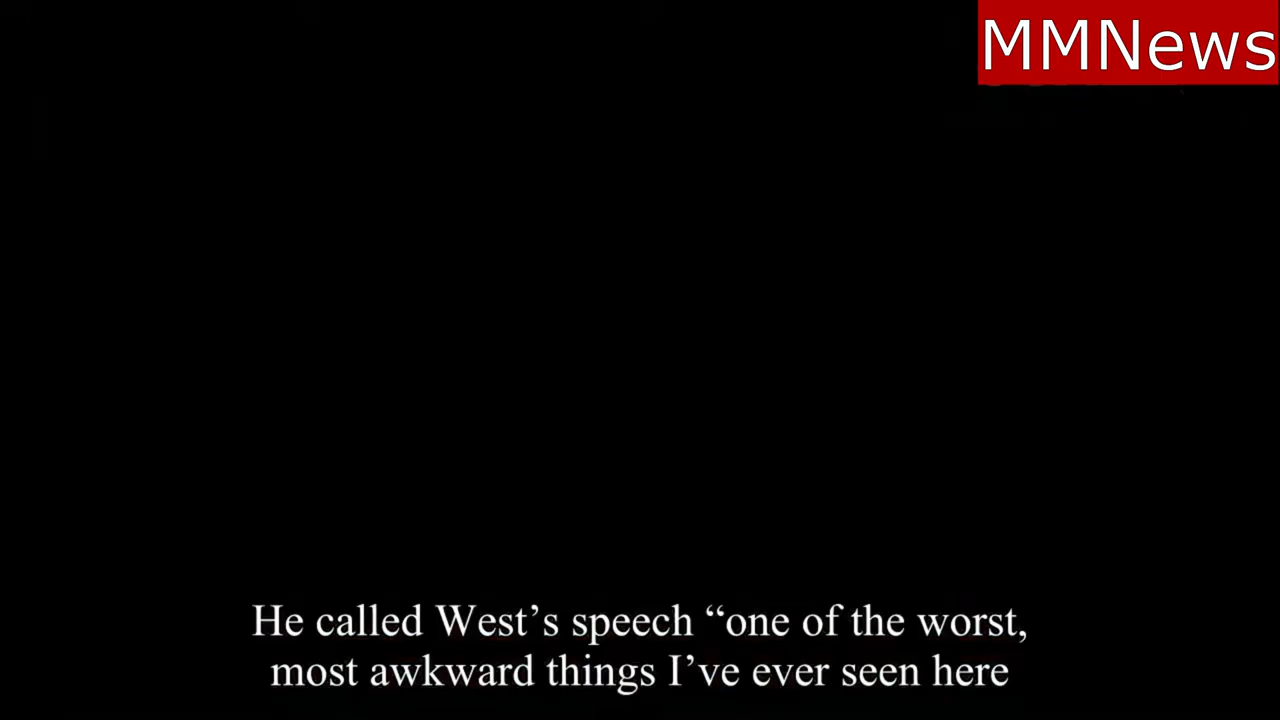 MMNews
He called West’s speech “one of the worst,
most awkward things I’ve ever seen here